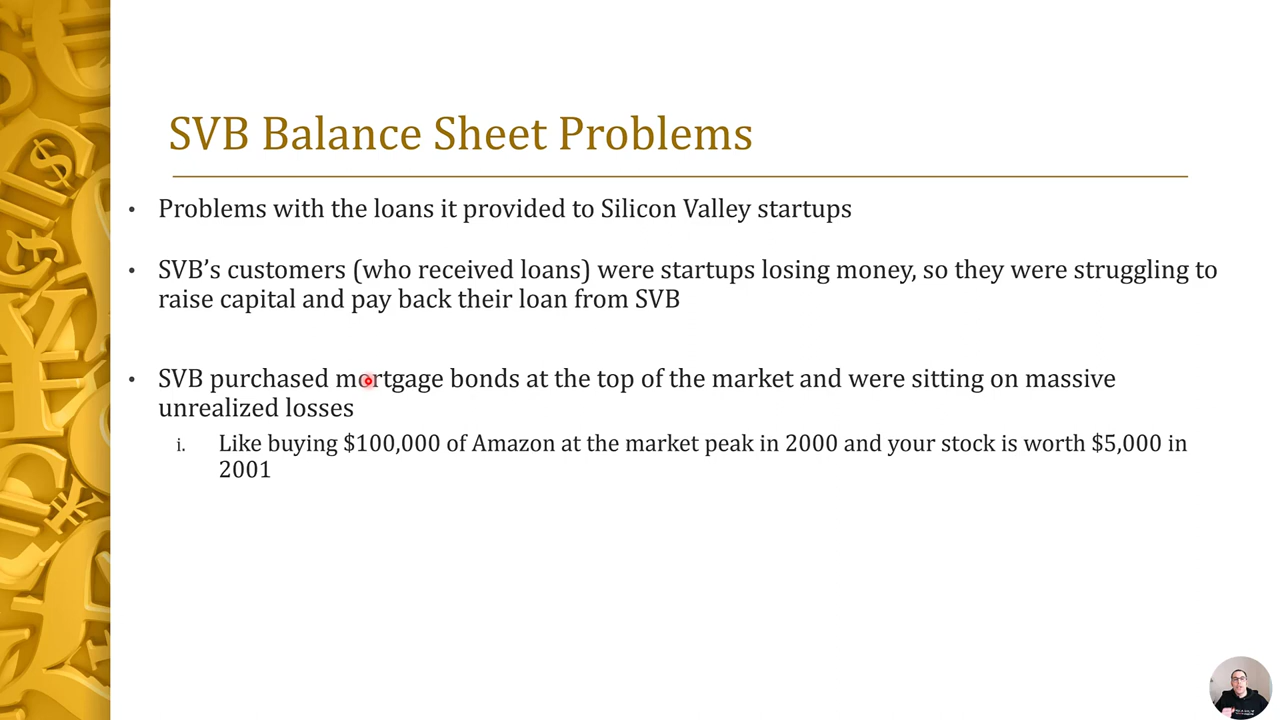 SVB Balance Sheet Problems
• Problems with the loans it provided to Silicon Valley startups
• SVB’s customers (who received loans) were startups losing money, so they were struggling to
raise capital and pay back their loan from SVB
• SVB purchased mortgage bonds at the top of the market and were sitting on massive
unrealized losses
i. Like buying $100,000 of Amazon at the market peak in 2000 and your stock is worth $5,000 in
2001